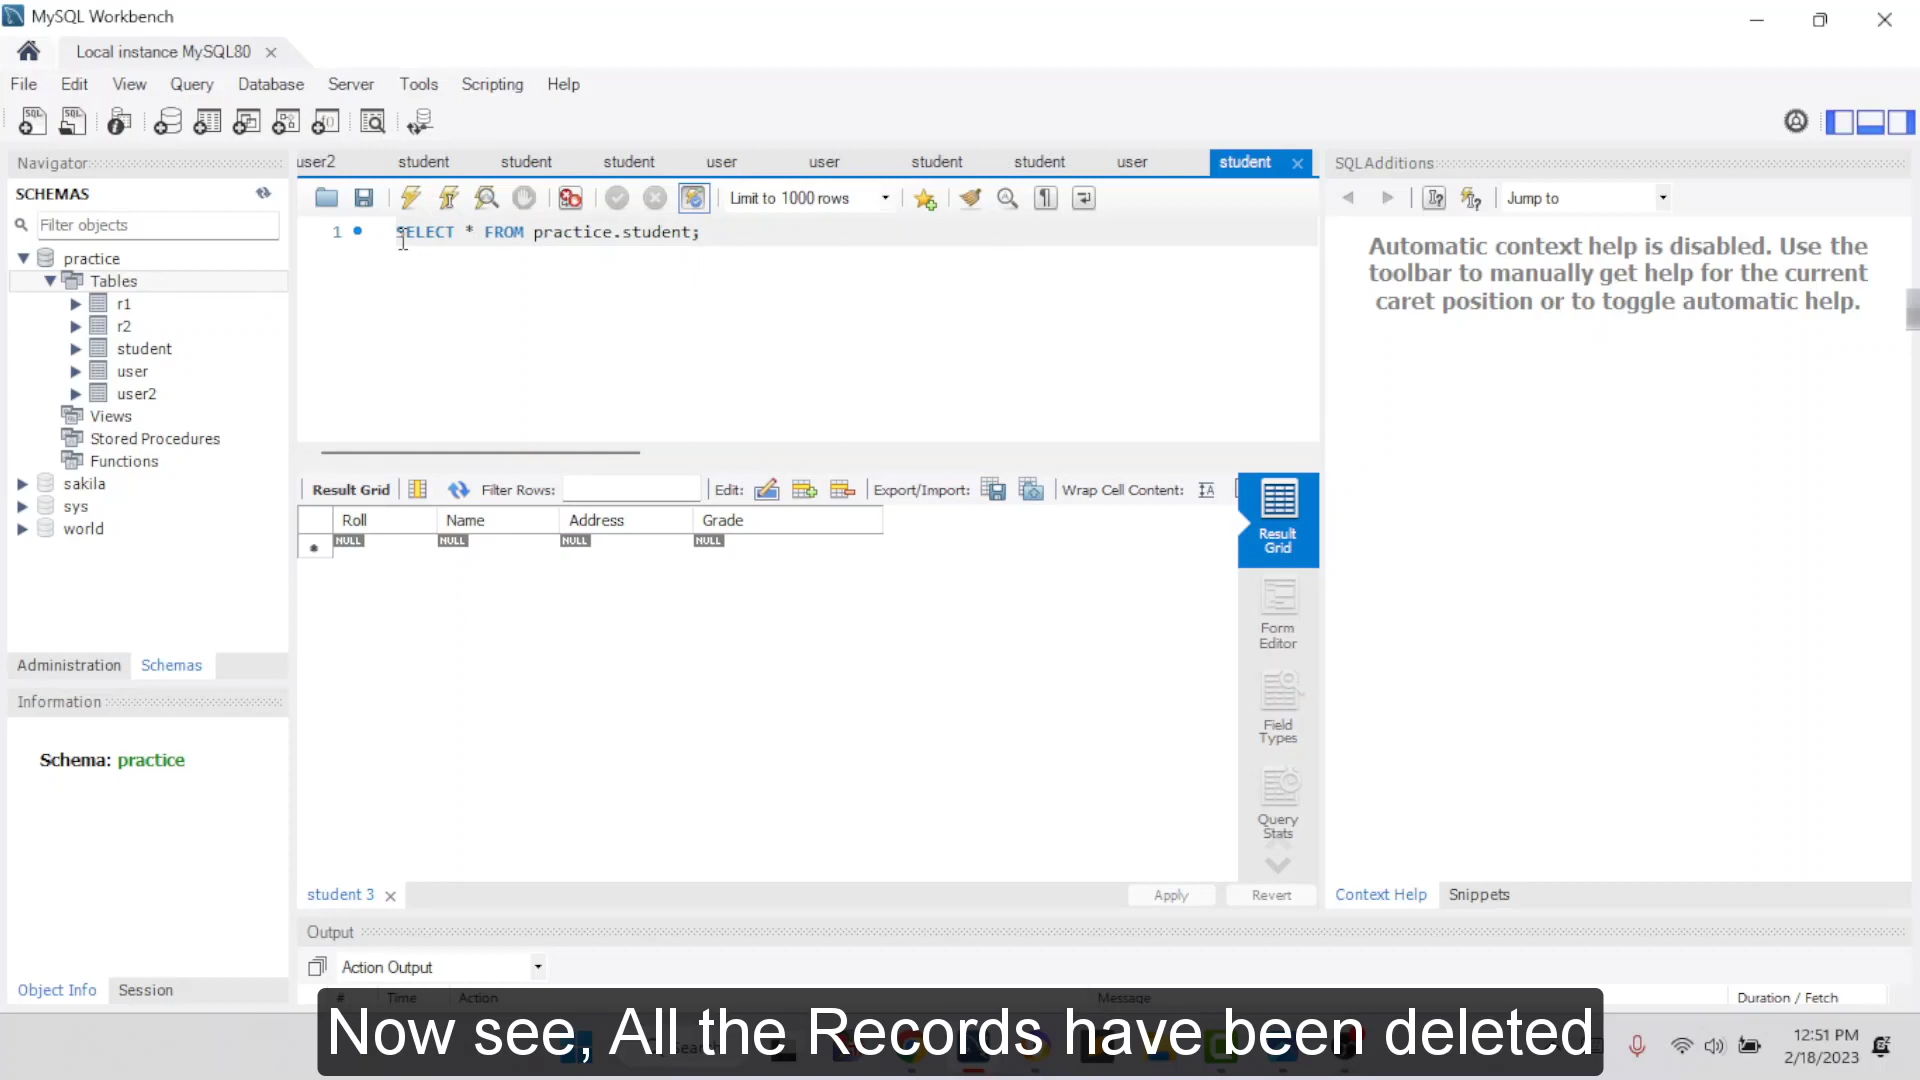 MySQL Workbench
Local instance MySQL80
File Edit View Query Database Server Tools Scripting Help
Navigator
SCHEMAS
Filter objects
practice
Tables
r1
r2
student
user
user2
Views
Stored Procedures
Functions
sakila
sys
world
Administration Schemas
Information
Schema: practice
Object Info Session
user2 student student student user user student student user student
Limit to 1000 rows
1 SELECT * FROM practice.student;
Result Grid Filter Rows: Edit: Export/Import: Wrap Cell Content:
Roll Name Address Grade
NULL NULL NULL NULL
Result
Grid
Form
Editor
Field
Types
Query
Stats
student 3 Apply Revert
SQLAdditions
Jump to
Automatic context help is disabled. Use the
toolbar to manually get help for the current
caret position or to toggle automatic help.
Context Help Snippets
Output
Action Output
# Time Action Message Duration / Fetch
Now see, All the Records have been deleted
12:51 PM
2/18/2023